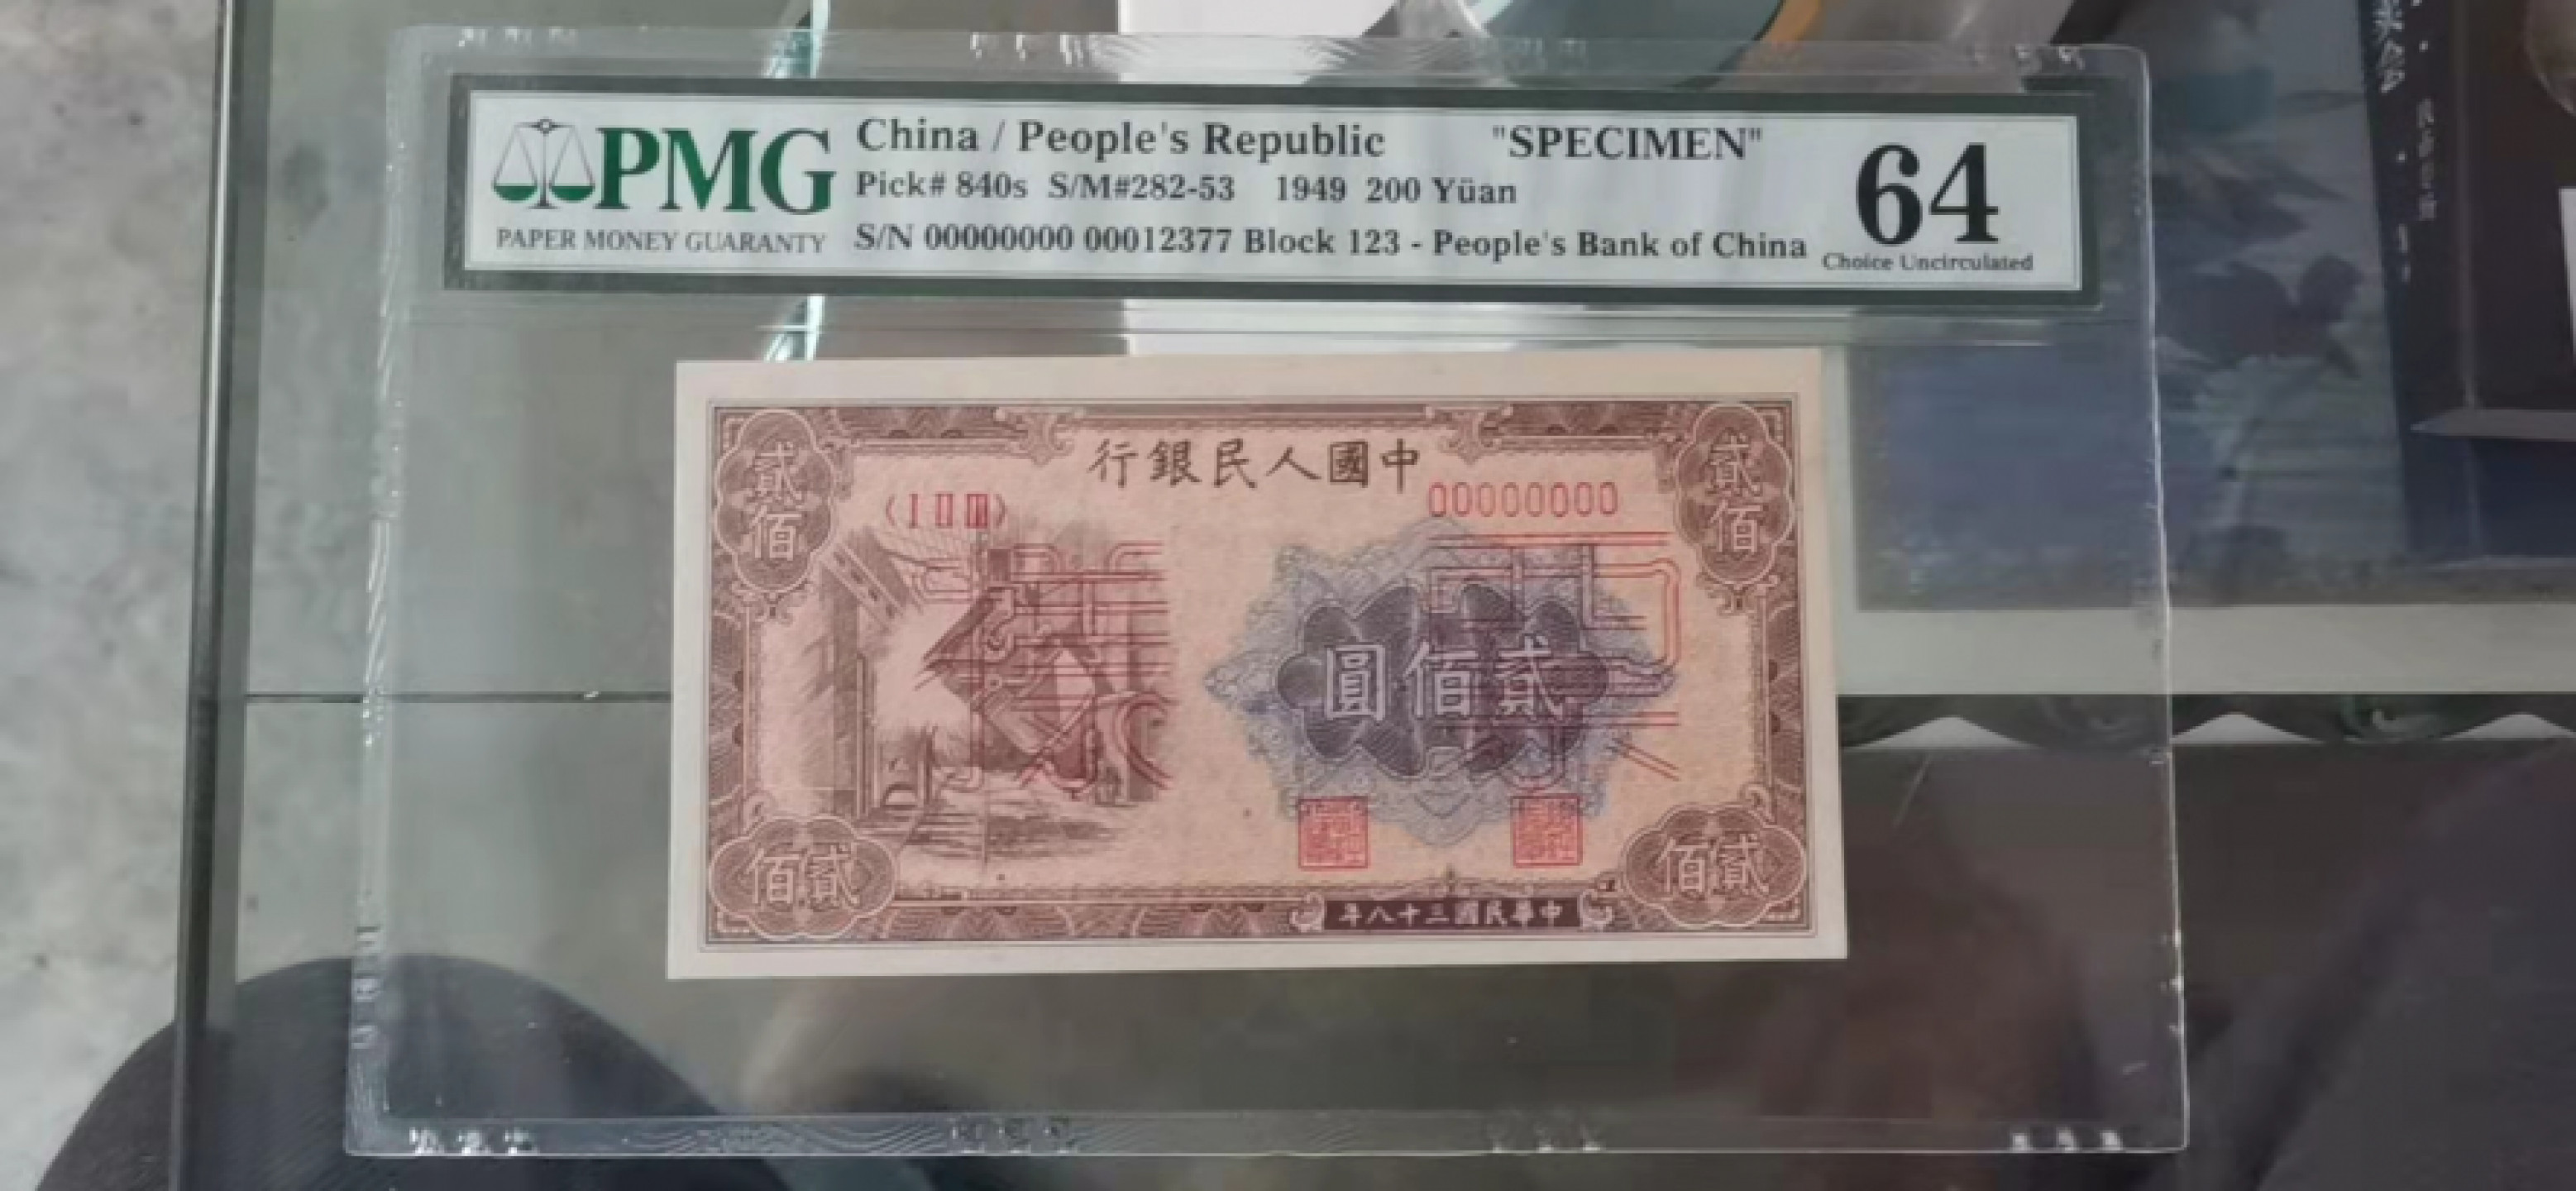 PMG
PAPER MONEY GUARANTY
China / People's Republic "SPECIMEN"
Pick# 840s S/M#282-53 1949 200 Yüan
S/N 00000000 00012377 Block 123 - People's Bank of China
64
Choice Uncirculated
行銀民人國中
(I II III)
00000000
貳佰
貳佰
票樣
圓佰貳
佰貳
佰貳
年八十三國民華中